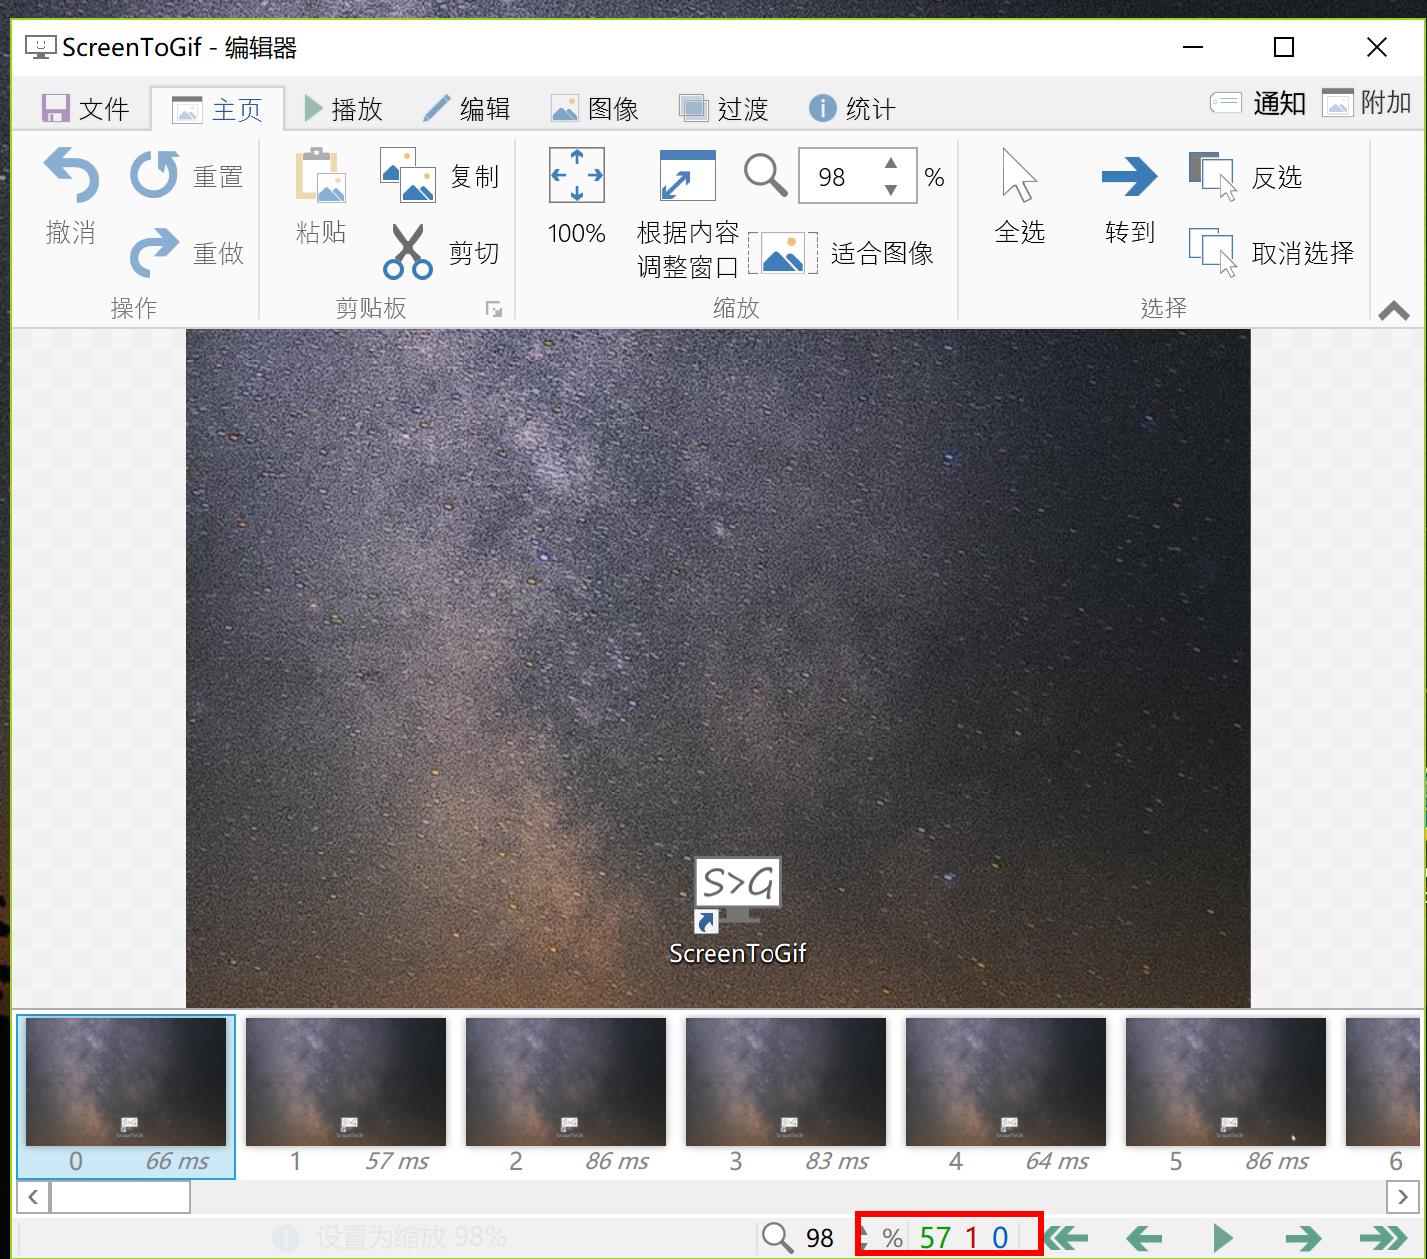 ScreenToGif - 编辑器
文件 主页 播放 编辑 图像 过渡 统计 通知 附加
撤消 重置 重做
操作
粘贴 复制 剪切
剪贴板
100% 根据内容调整窗口 98 % 适合图像
缩放
全选 转到 反选 取消选择
选择
S>G
ScreenToGif
0 66 ms 1 57 ms 2 86 ms 3 83 ms 4 64 ms 5 86 ms 6
设置为缩放 98% 98 % 57 1 0